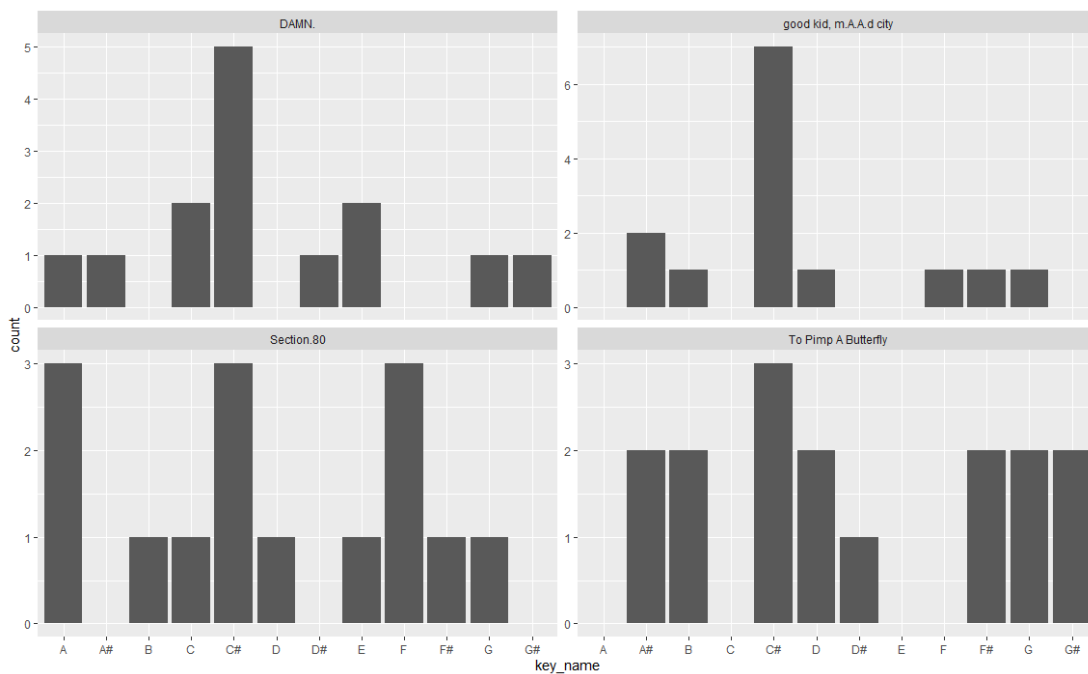 DAMN.
good kid, m.A.A.d city
5
4
3
2
1
0
6
4
2
0
count
Section.80
To Pimp A Butterfly
3
2
1
0
3
2
1
0
A A# B C C# D D# E F F# G G#
A A# B C C# D D# E F F# G G#
key_name